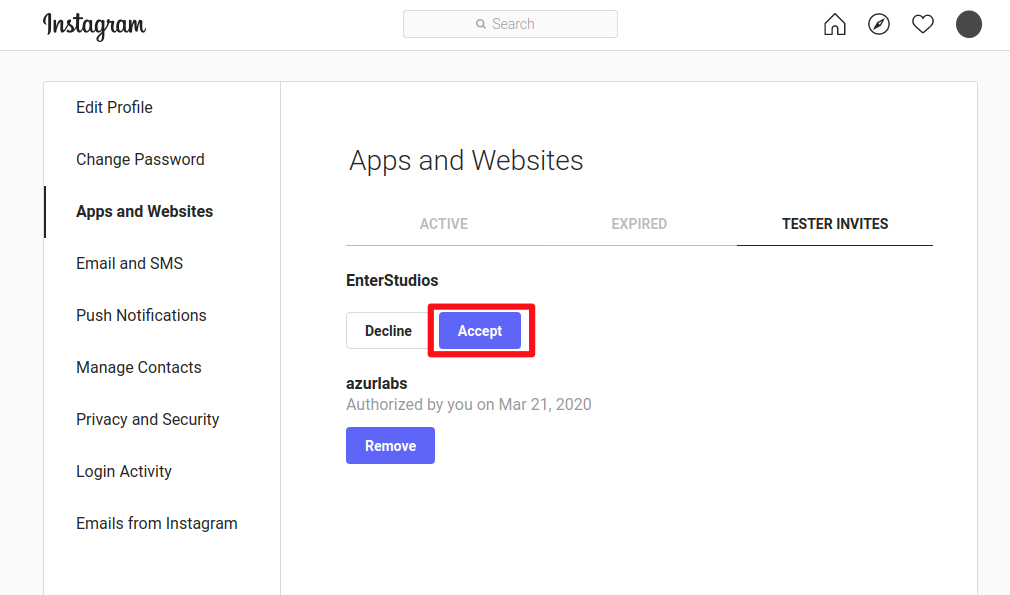 Instagram
Search
Edit Profile
Change Password
Apps and Websites
Email and SMS
Push Notifications
Manage Contacts
Privacy and Security
Login Activity
Emails from Instagram
Apps and Websites
ACTIVE EXPIRED TESTER INVITES
EnterStudios
Decline Accept
azurlabs
Authorized by you on Mar 21, 2020
Remove